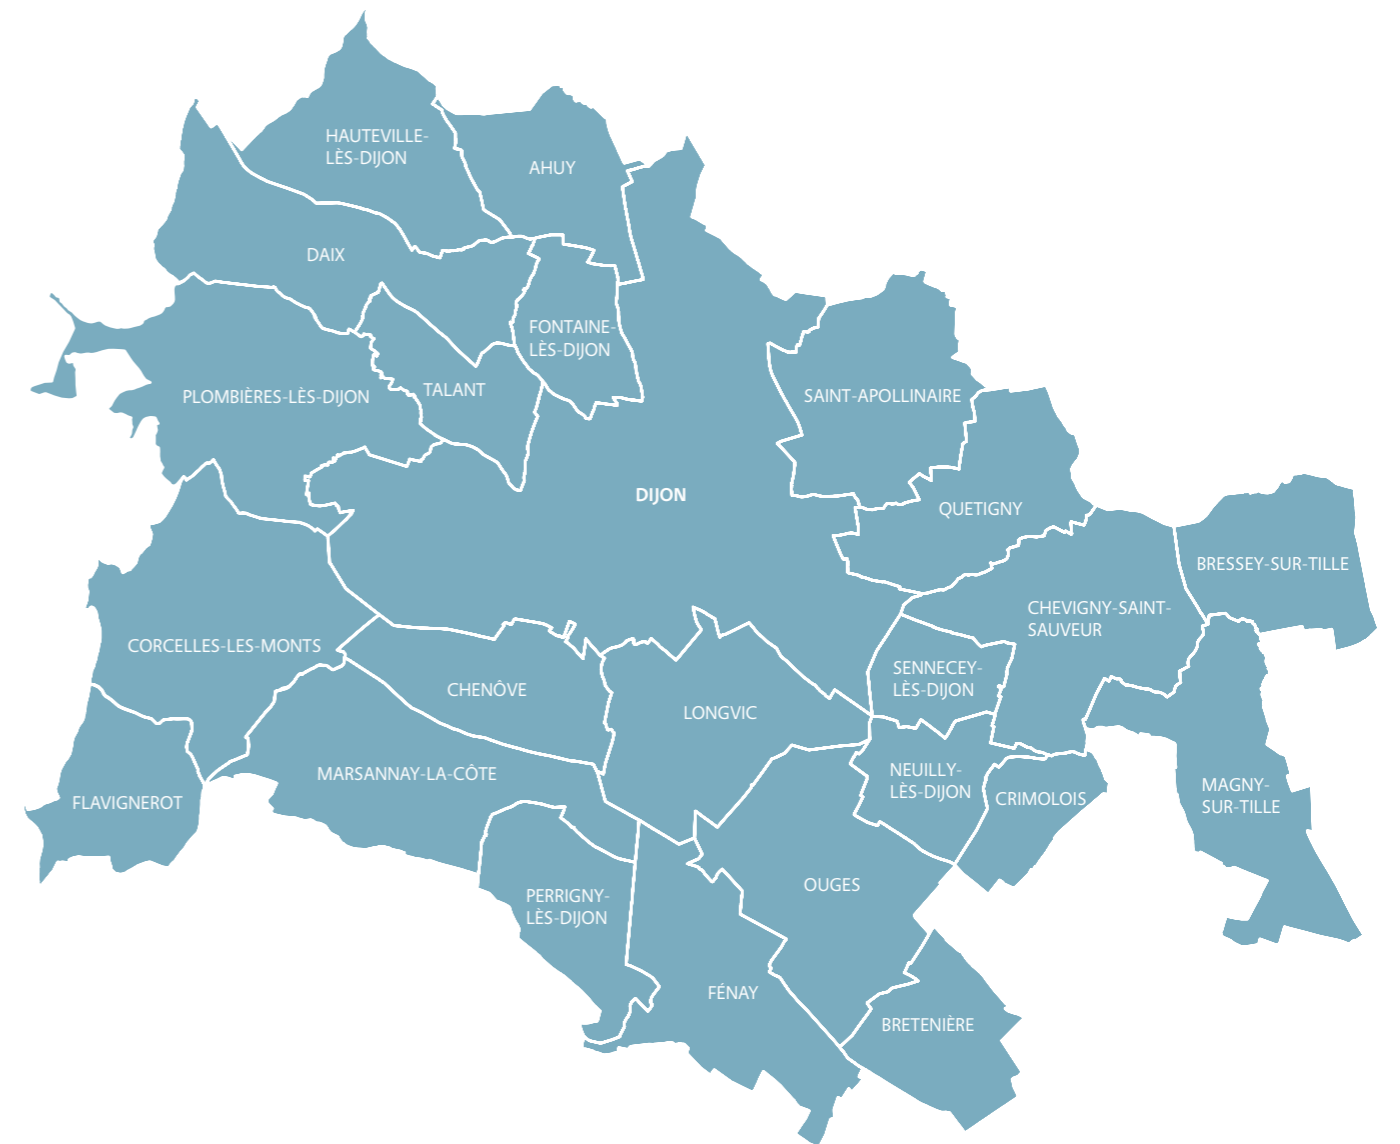 HAUTEVILLE-
LÈS-DIJON
AHUY
DAIX
FONTAINE-
LÈS-DIJON
TALANT
PLOMBIÈRES-LÈS-DIJON
SAINT-APOLLINAIRE
DIJON
QUETIGNY
BRESSEY-SUR-TILLE
CHEVIGNY-SAINT-
SAUVEUR
CORCELLES-LES-MONTS
SENNECEY-
LÈS-DIJON
CHENÔVE
LONGVIC
MARSANNAY-LA-CÔTE
NEUILLY-
LÈS-DIJON
CRIMOLOIS
MAGNY-
SUR-TILLE
FLAVIGNEROT
OUGES
PERRIGNY-
LÈS-DIJON
FÉNAY
BRETENIÈRE